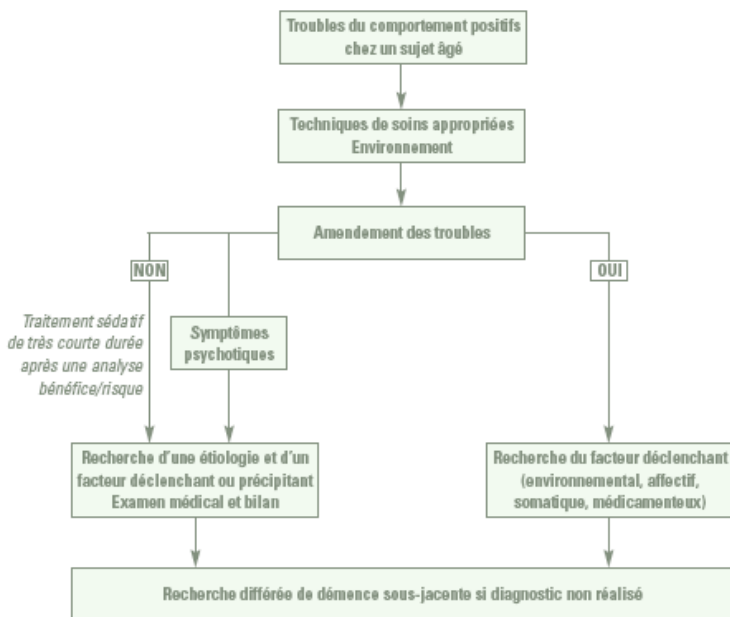 Troubles du comportement positifs
chez un sujet âgé
Techniques de soins appropriées
Environnement
Amendement des troubles
NON
OUI
Traitement sédatif
de très courte durée
après une analyse
bénéfice/risque
Symptômes
psychotiques
Recherche d'une étiologie et d'un
facteur déclenchant ou précipitant
Examen médical et bilan
Recherche du facteur déclenchant
(environnemental, affectif,
somatique, médicamenteux)
Recherche différée de démence sous-jacente si diagnostic non réalisé